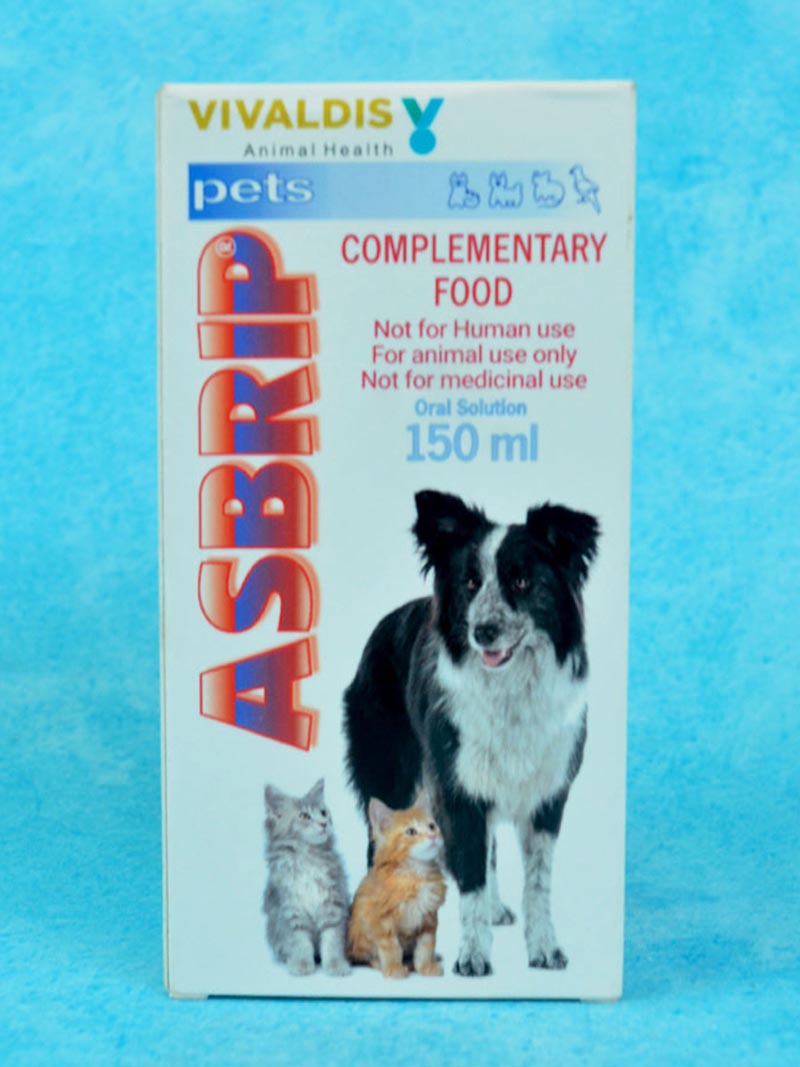 VIVALDIS
Animal Health
pets
ASBRIP®
COMPLEMENTARY
FOOD
Not for Human use
For animal use only
Not for medicinal use
Oral Solution
150 ml